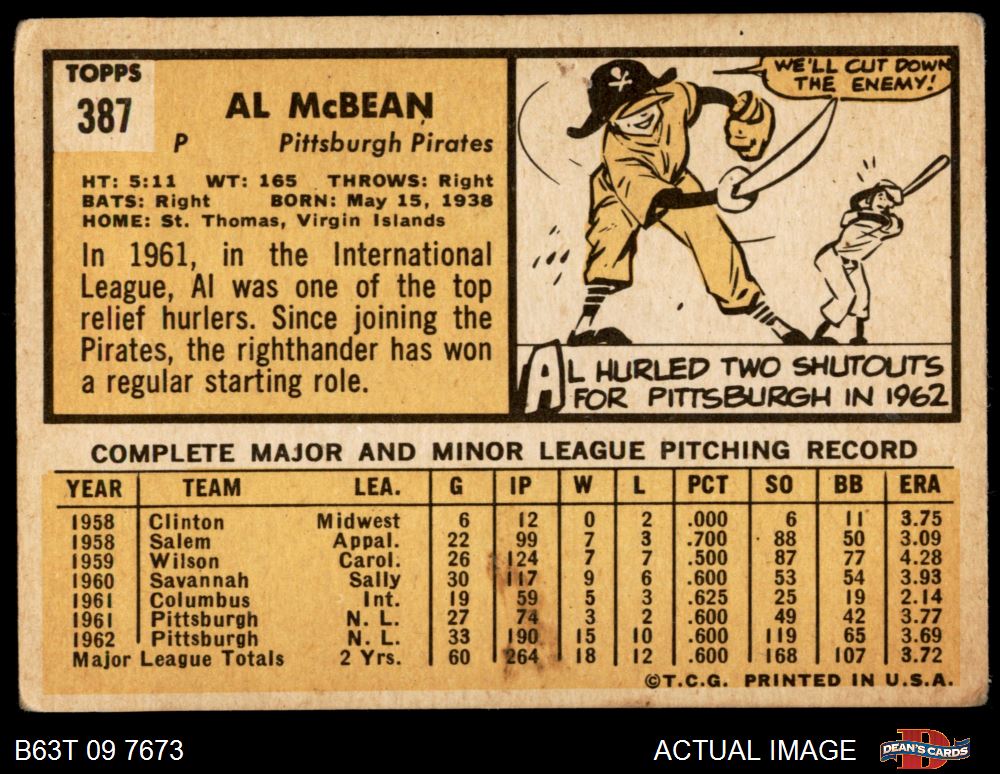 TOPPS
387
AL McBEAN
P Pittsburgh Pirates
HT: 5:11 WT: 165 THROWS: Right
BATS: Right BORN: May 15, 1938
HOME: St. Thomas, Virgin Islands
In 1961, in the International
League, Al was one of the top
relief hurlers. Since joining the
Pirates, the righthander has won
a regular starting role.
WE'LL CUT DOWN
THE ENEMY!
AL HURLED TWO SHUTOUTS
FOR PITTSBURGH IN 1962
COMPLETE MAJOR AND MINOR LEAGUE PITCHING RECORD
YEAR TEAM LEA. G IP W L PCT SO BB ERA
1958 Clinton Midwest 6 12 0 2 .000 6 11 3.75
1958 Salem Appal. 22 99 7 3 .700 88 50 3.09
1959 Wilson Carol. 26 124 7 7 .500 87 77 4.28
1960 Savannah Sally 30 117 9 6 .600 53 54 3.93
1961 Columbus Int. 19 59 5 3 .625 25 19 2.14
1961 Pittsburgh N. L. 27 74 3 2 .600 49 42 3.77
1962 Pittsburgh N. L. 33 190 15 10 .600 119 65 3.69
Major League Totals 2 Yrs. 60 264 18 12 .600 168 107 3.72
©T.C.G. PRINTED IN U.S.A.
B63T 09 7673
ACTUAL IMAGE
D
DEAN'S CARDS